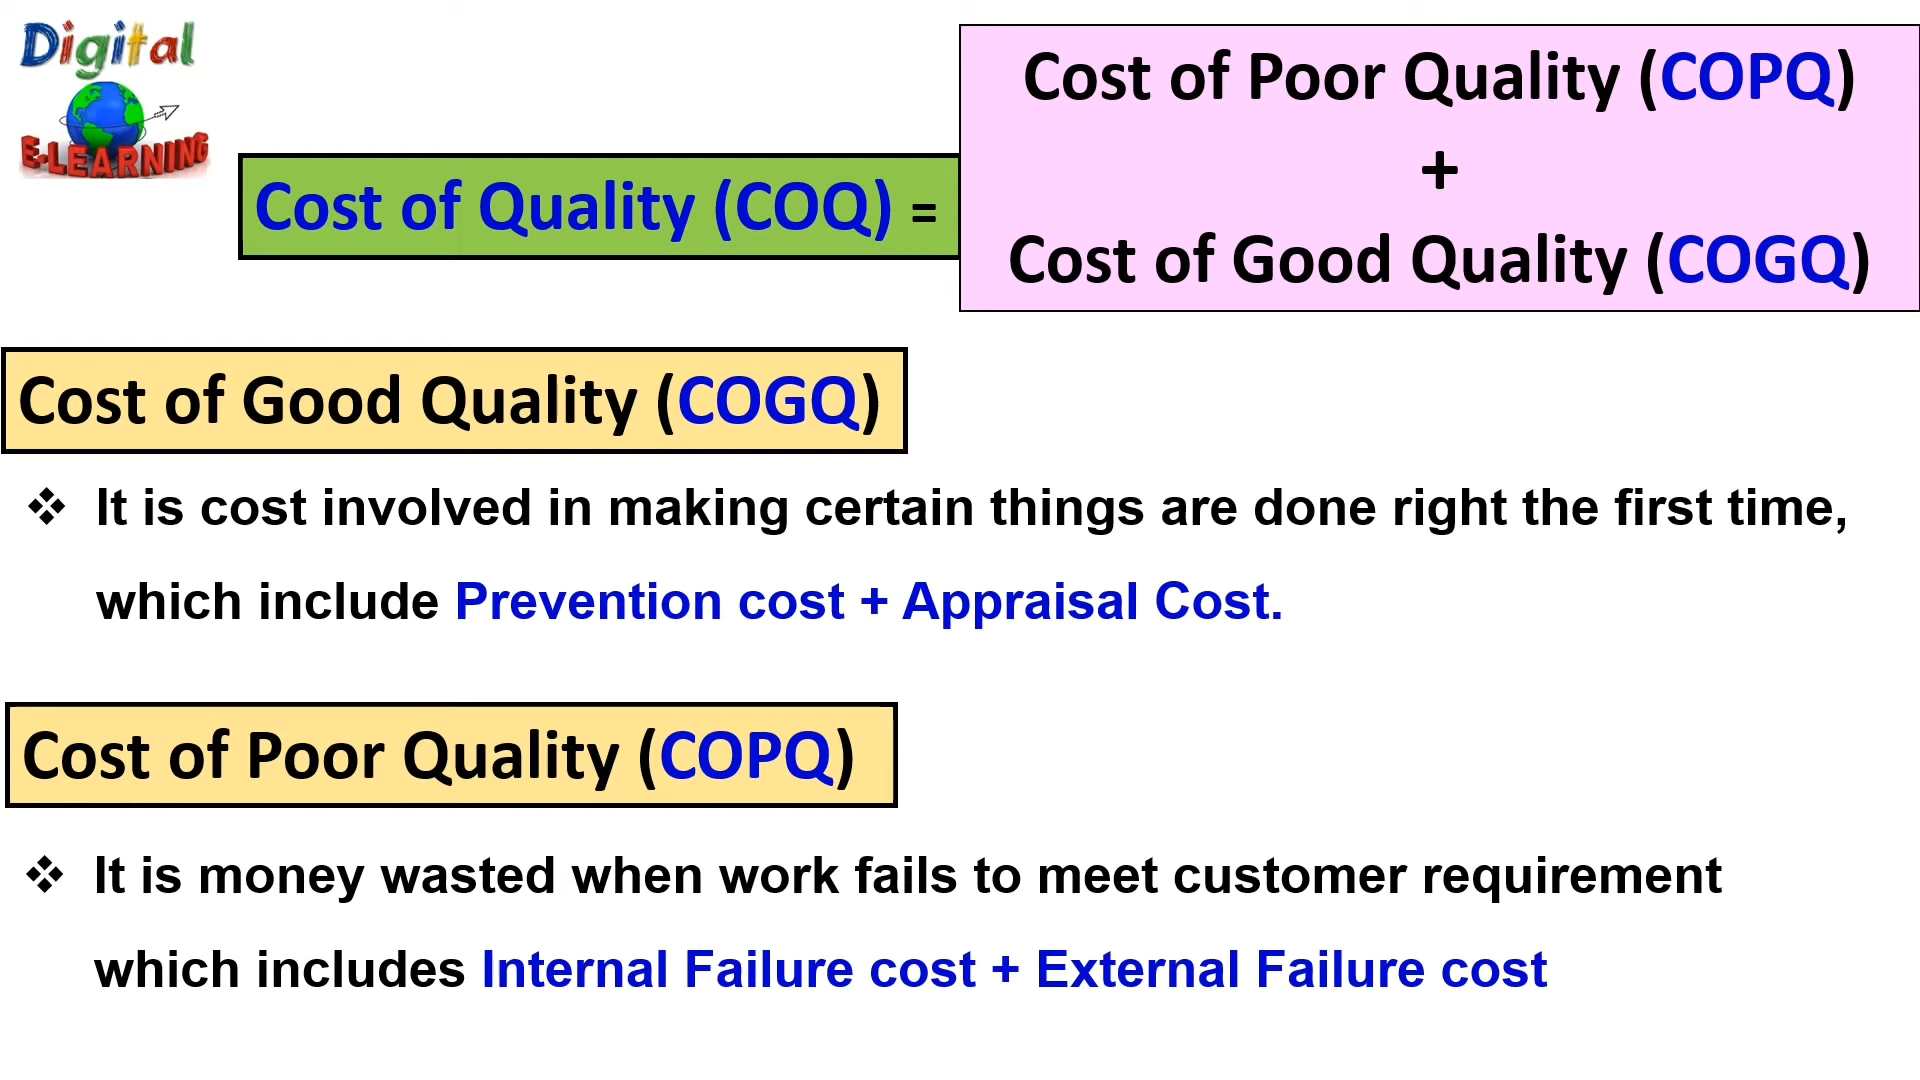 Digital
E-LEARNING
Cost of Quality (COQ) =
Cost of Poor Quality (COPQ)
+
Cost of Good Quality (COGQ)
Cost of Good Quality (COGQ)
❖ It is cost involved in making certain things are done right the first time,
which include Prevention cost + Appraisal Cost.
Cost of Poor Quality (COPQ)
❖ It is money wasted when work fails to meet customer requirement
which includes Internal Failure cost + External Failure cost